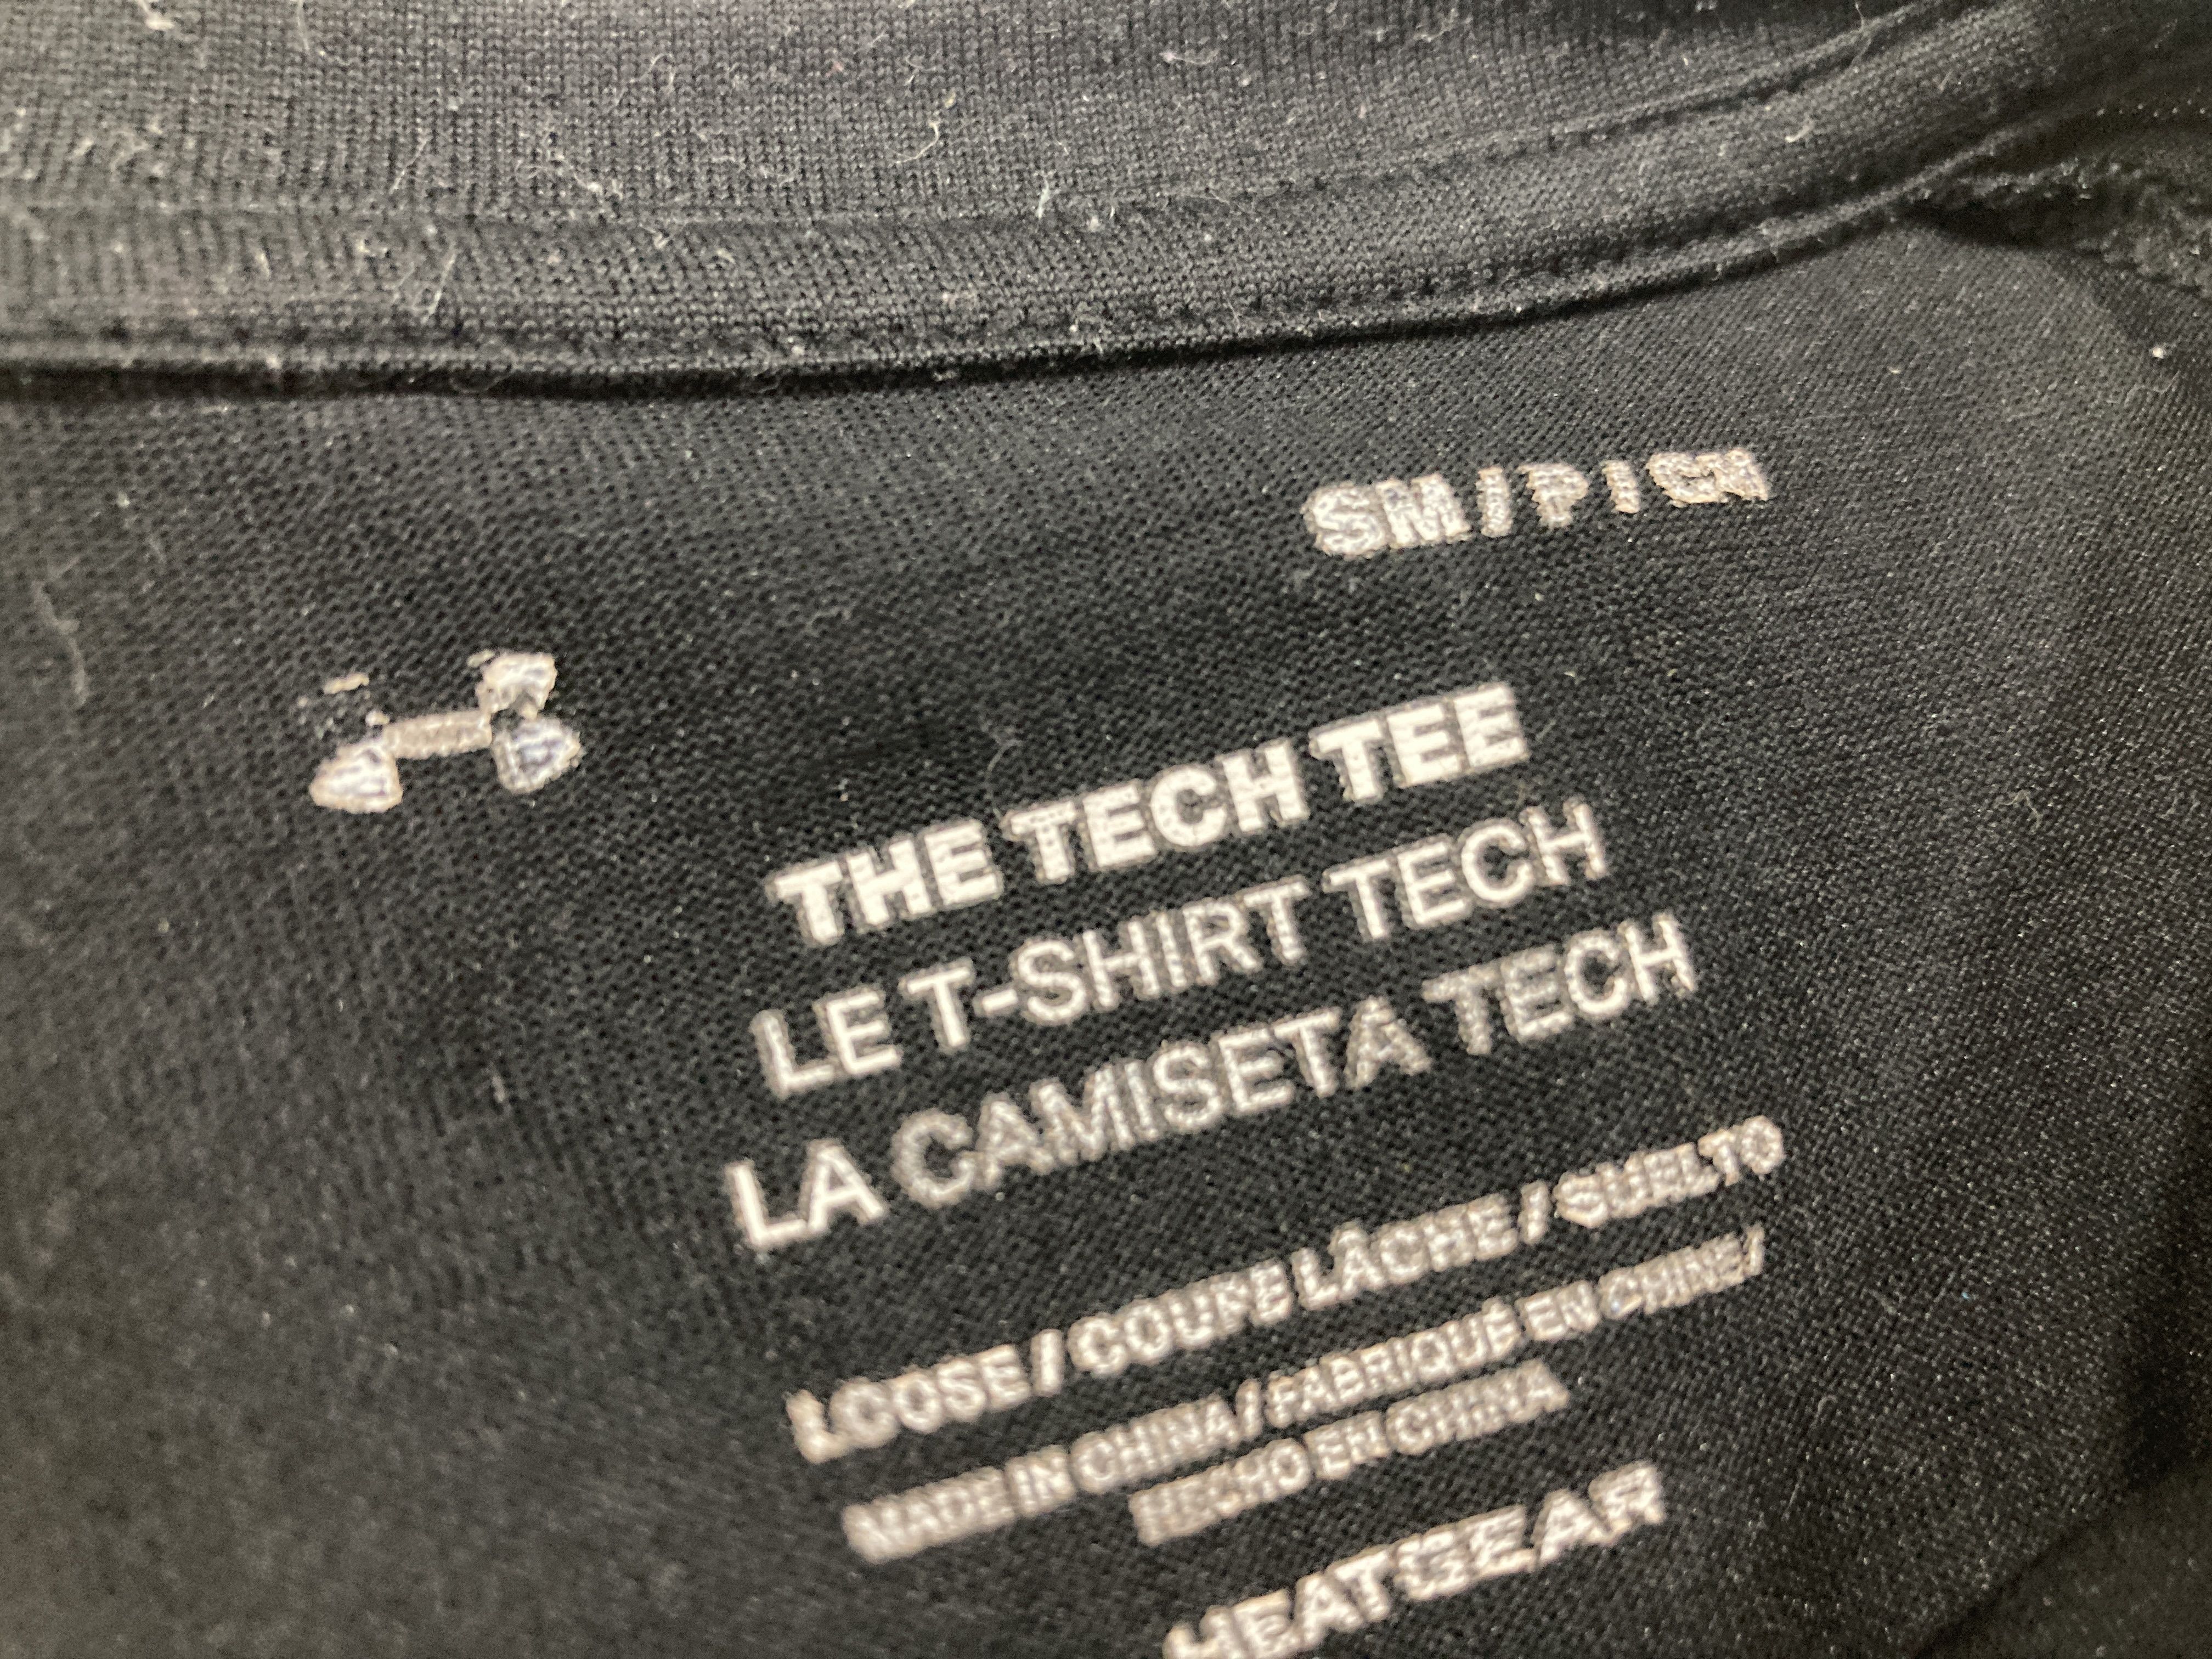 SM / P / CH
THE TECH TEE
LE T-SHIRT TECH
LA CAMISETA TECH
LOOSE / COUPE LÂCHE / SUELTO
MADE IN CHINA / FABRIQUÉ EN CHINE /
HECHO EN CHINA
HEATGEAR